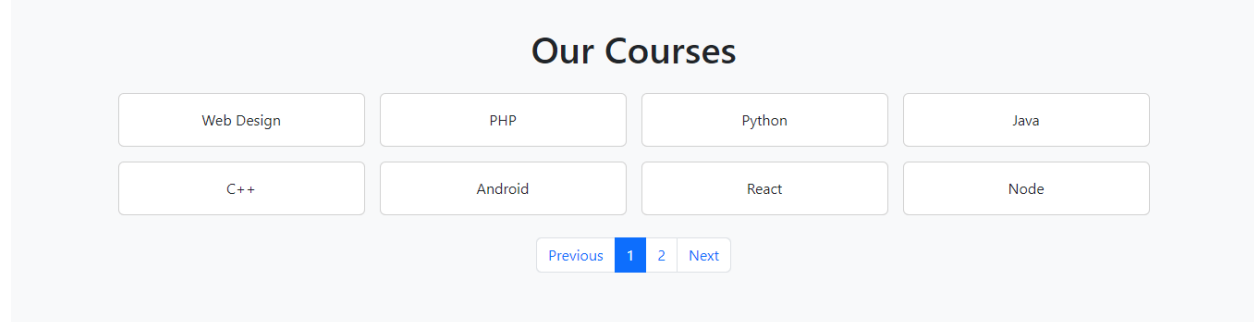 Our Courses
Web Design PHP Python Java
C++ Android React Node
Previous 1 2 Next